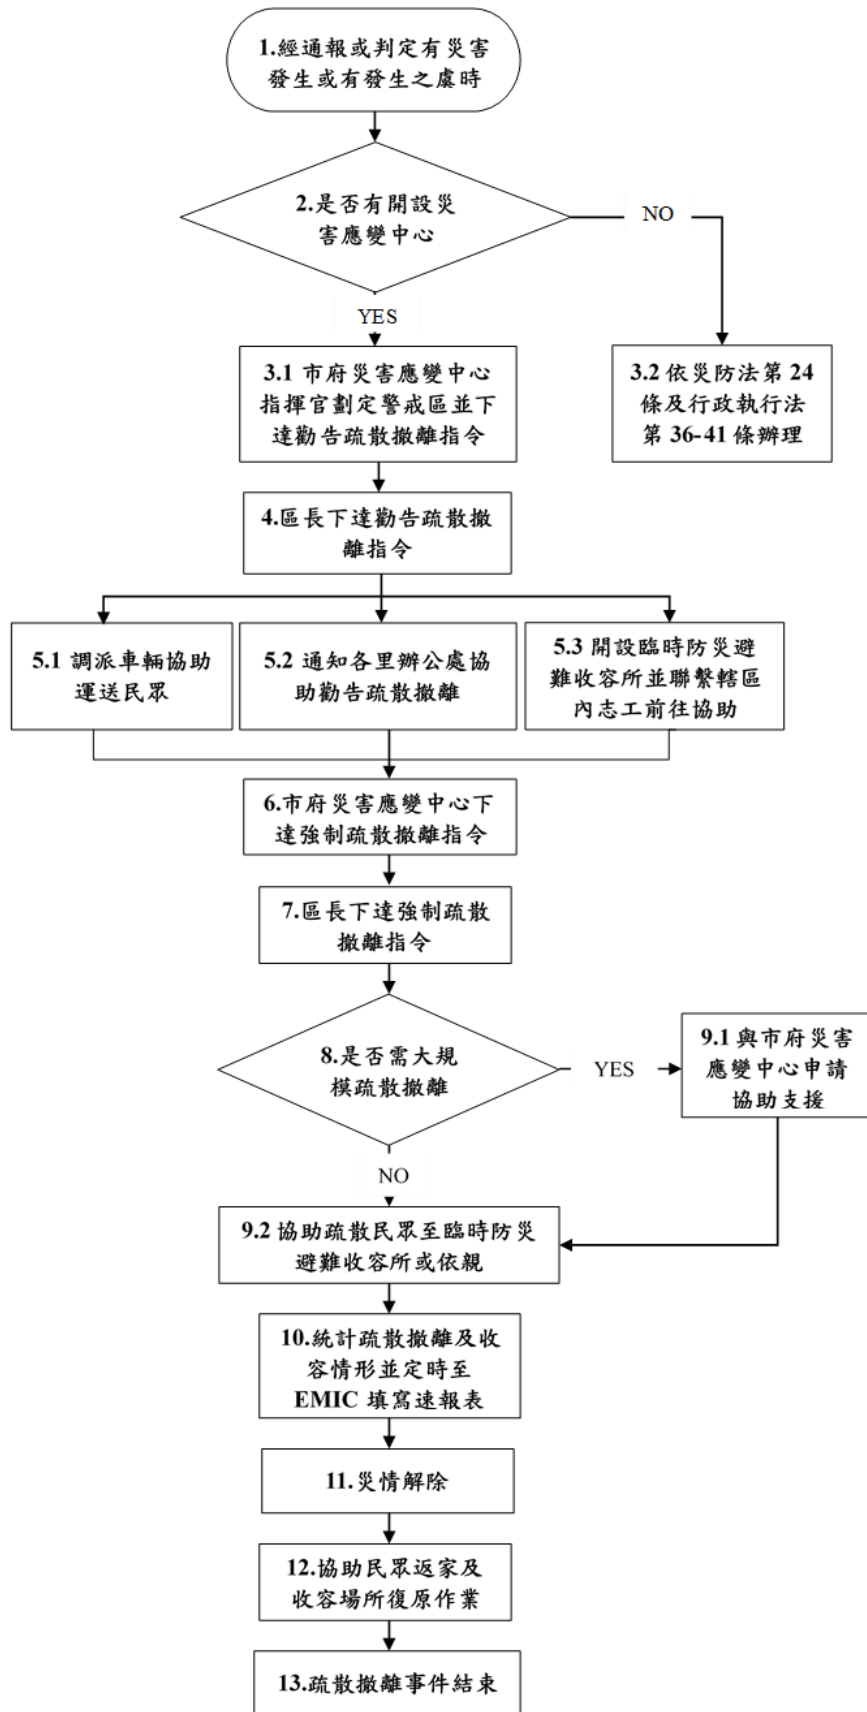 1.經通報或判定有災害
發生或有發生之虞時
2.是否有開設災
害應變中心
NO
YES
3.1 市府災害應變中心
指揮官劃定警戒區並下
達勸告疏散撤離指令
3.2 依災防法第 24
條及行政執行法
第 36-41 條辦理
4.區長下達勸告疏散撤
離指令
5.1 調派車輛協助
運送民眾
5.2 通知各里辦公處協
助勸告疏散撤離
5.3 開設臨時防災避
難收容所並聯繫轄區
內志工前往協助
6.市府災害應變中心下
達強制疏散撤離指令
7.區長下達強制疏散
撤離指令
8.是否需大規
模疏散撤離
YES
9.1 與市府災害
應變中心申請
協助支援
NO
9.2 協助疏散民眾至臨時防災
避難收容所或依親
10.統計疏散撤離及收
容情形並定時至
EMIC 填寫速報表
11.災情解除
12.協助民眾返家及
收容場所復原作業
13.疏散撤離事件結束